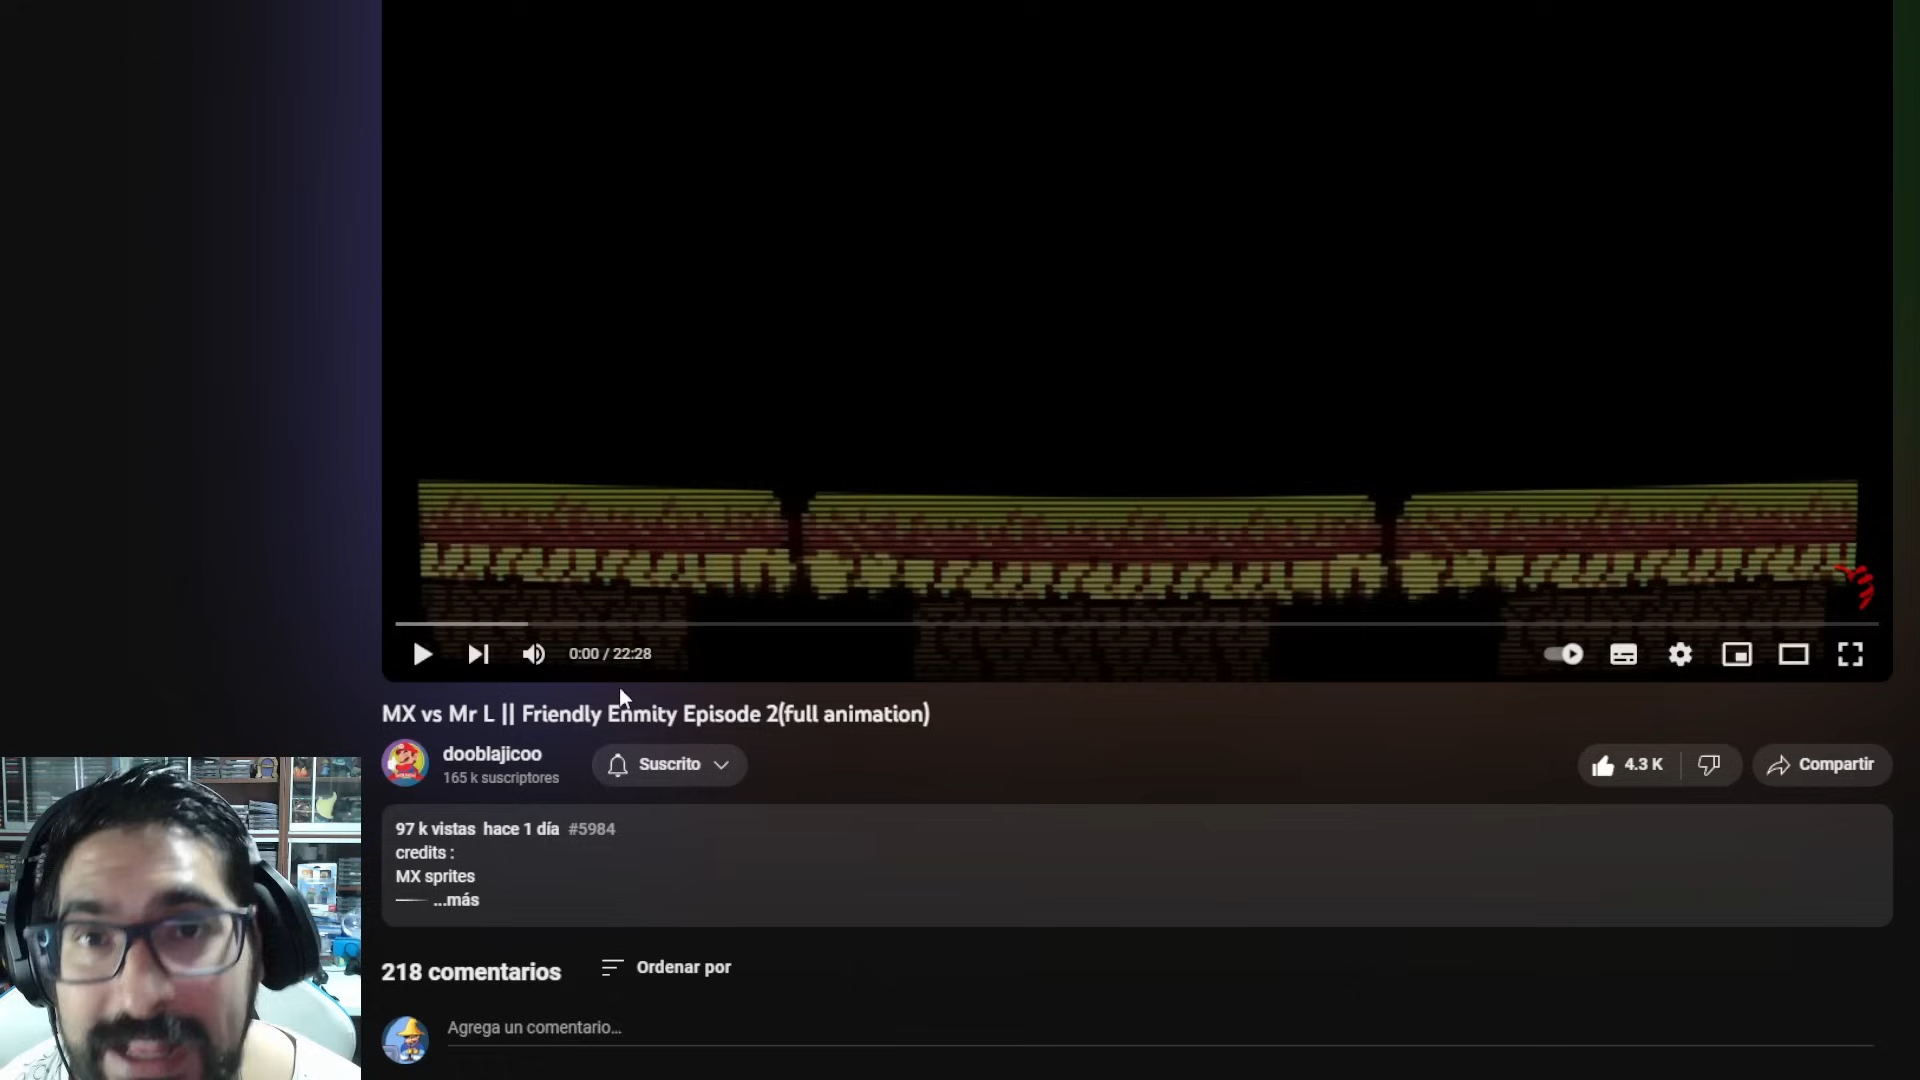 0:00 / 22:28
MX vs Mr L || Friendly Enmity Episode 2(full animation)
dooblajicoo
165 k suscriptores
Suscrito
4.3 K
Compartir
97 k vistas hace 1 día #5984
credits :
MX sprites
...más
218 comentarios
Ordenar por
Agrega un comentario...